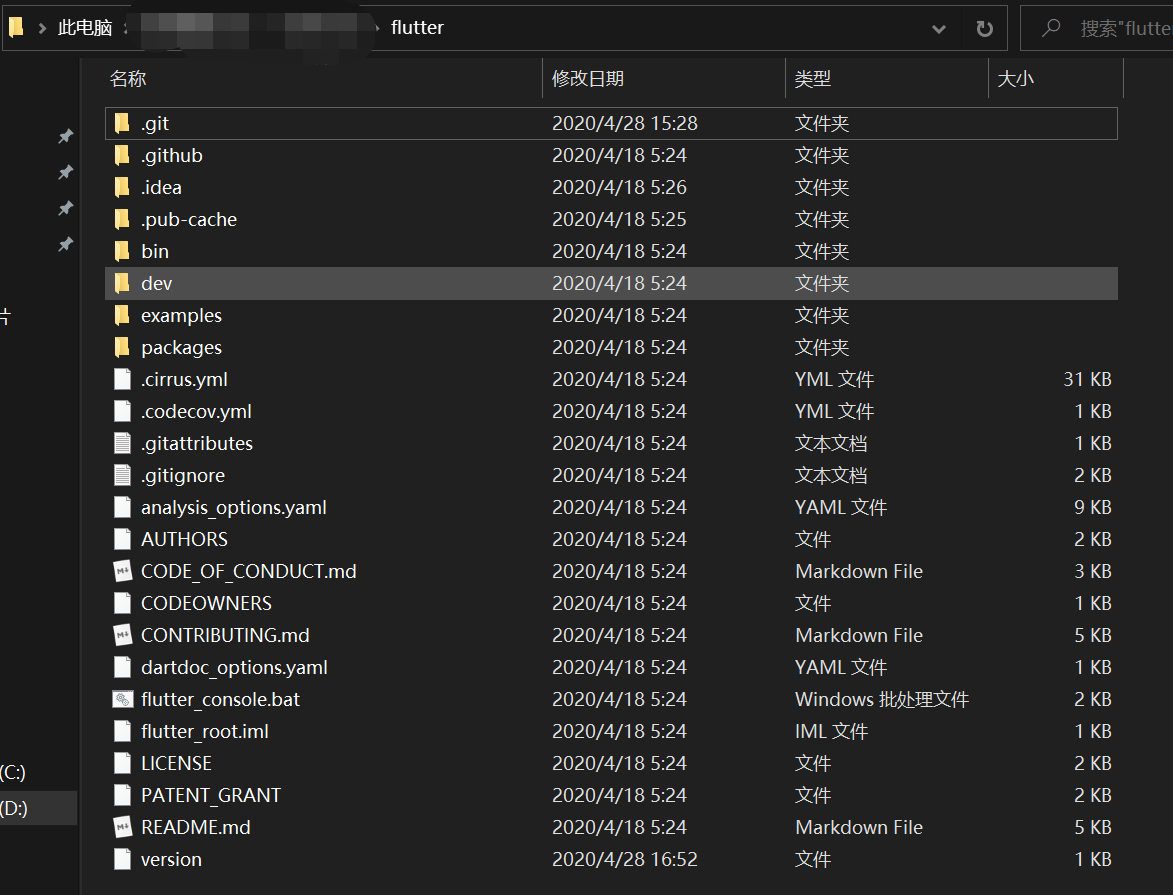 此电脑 flutter 搜索"flutte
名称 修改日期 类型 大小
.git 2020/4/28 15:28 文件夹
.github 2020/4/18 5:24 文件夹
.idea 2020/4/18 5:26 文件夹
.pub-cache 2020/4/18 5:25 文件夹
bin 2020/4/18 5:24 文件夹
dev 2020/4/18 5:24 文件夹
examples 2020/4/18 5:24 文件夹
片
packages 2020/4/18 5:24 文件夹
.cirrus.yml 2020/4/18 5:24 YML 文件 31 KB
.codecov.yml 2020/4/18 5:24 YML 文件 1 KB
.gitattributes 2020/4/18 5:24 文本文档 1 KB
.gitignore 2020/4/18 5:24 文本文档 2 KB
analysis_options.yaml 2020/4/18 5:24 YAML 文件 9 KB
AUTHORS 2020/4/18 5:24 文件 2 KB
CODE_OF_CONDUCT.md 2020/4/18 5:24 Markdown File 3 KB
CODEOWNERS 2020/4/18 5:24 文件 1 KB
CONTRIBUTING.md 2020/4/18 5:24 Markdown File 5 KB
dartdoc_options.yaml 2020/4/18 5:24 YAML 文件 1 KB
flutter_console.bat 2020/4/18 5:24 Windows 批处理文件 2 KB
flutter_root.iml 2020/4/18 5:24 IML 文件 1 KB
LICENSE 2020/4/18 5:24 文件 2 KB
(C:)
PATENT_GRANT 2020/4/18 5:24 文件 2 KB
(D:)
README.md 2020/4/18 5:24 Markdown File 5 KB
version 2020/4/28 16:52 文件 1 KB